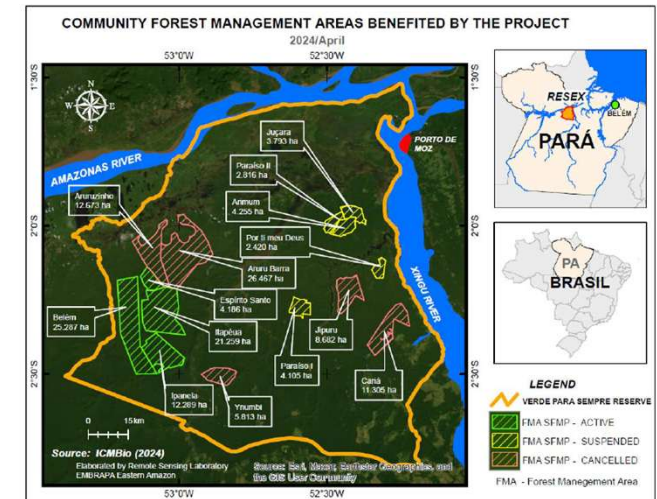 COMMUNITY FOREST MANAGEMENT AREAS BENEFITED BY THE PROJECT
2024/April
53°0'W
52°30'W
1°30'S
1°30'S
N
W
E
S
AMAZONAS RIVER
PORTO DE
MOZ
Juçara
3.793 ha
Paraíso II
2.816 ha
Arimum
4.255 ha
Por ti meu Deus
2.420 ha
Aruruzinho
12.673 ha
2°0'S
2°0'S
Aruru Barra
26.467 ha
Espírito Santo
4.186 ha
Belém
25.287 ha
Itapéua
21.259 ha
XINGU RIVER
Jipuru
8.682 ha
Paraíso I
4.105 ha
Caná
11.305 ha
Ipanela
12.289 ha
Ynumbi
5.813 ha
2°30'S
2°30'S
0
15km
Source: ICMBio (2024)
Elaborated by Remote Sensing Laboratory
EMBRAPA Eastern Amazon
Source: Esri, Maxar, Earthstar Geographics, and
the GIS User Community
53°0'W
52°30'W
RESEX
BELÉM
PARÁ
PA
BRASIL
LEGEND
VERDE PARA SEMPRE RESERVE
FMA SFMP - ACTIVE
FMA SFMP - SUSPENDED
FMA SFMP - CANCELLED
FMA - Forest Management Area